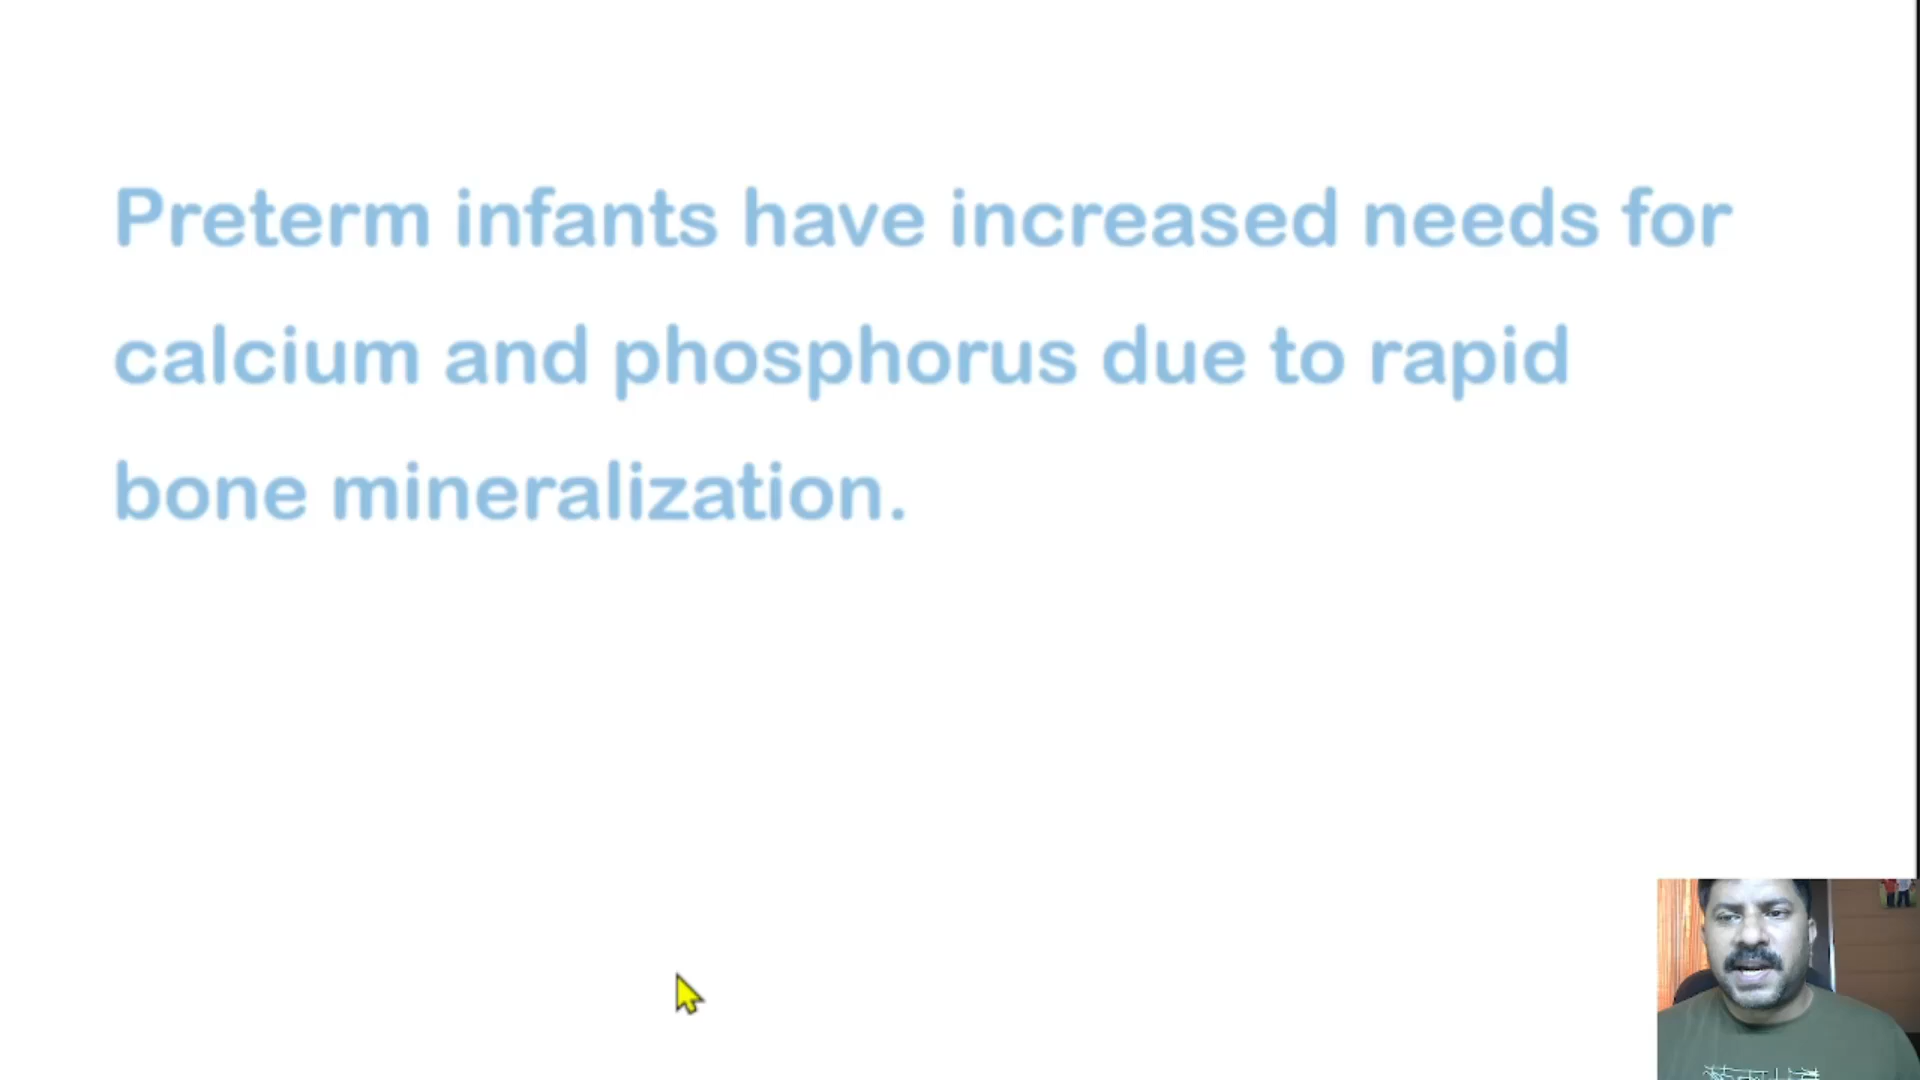 Preterm infants have increased needs for
calcium and phosphorus due to rapid
bone mineralization.